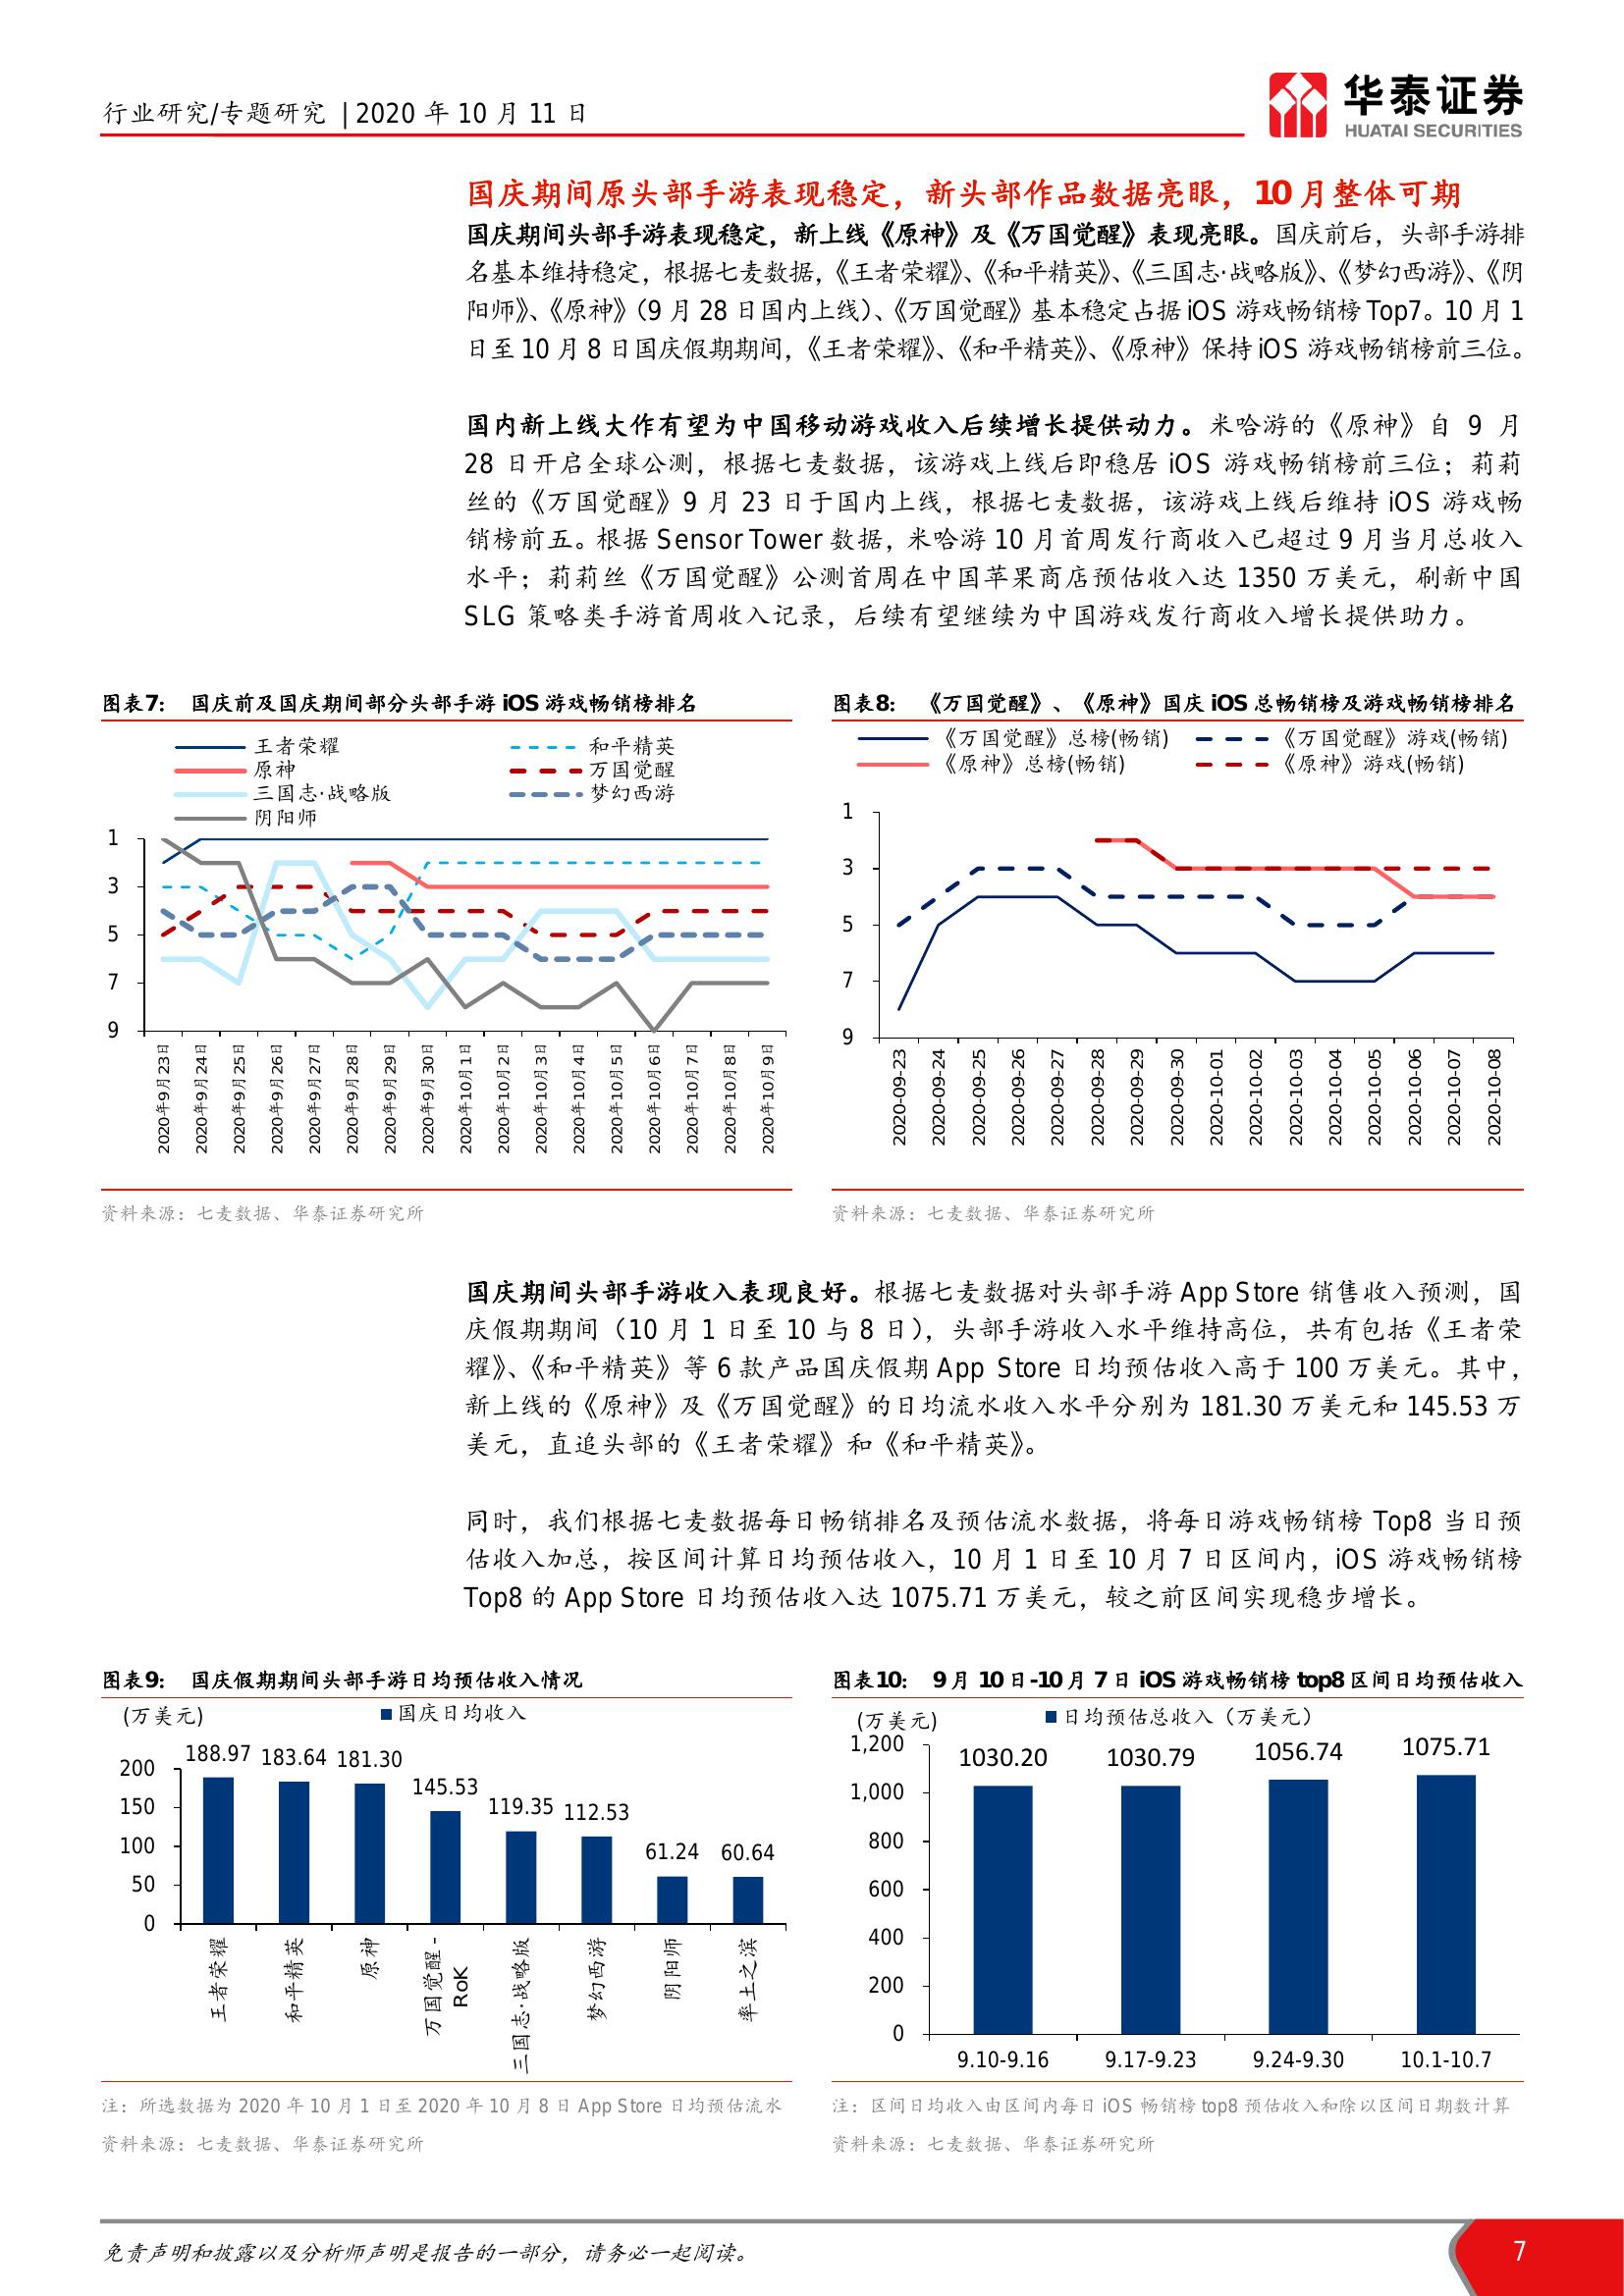 行业研究/专题研究 | 2020 年 10 月 11 日
华泰证券
HUATAI SECURITIES
国庆期间原头部手游表现稳定，新头部作品数据亮眼，10 月整体可期
国庆期间头部手游表现稳定，新上线《原神》及《万国觉醒》表现亮眼。国庆前后，头部手游排
名基本维持稳定，根据七麦数据，《王者荣耀》、《和平精英》、《三国志·战略版》、《梦幻西游》、《阴
阳师》、《原神》（9 月 28 日国内上线）、《万国觉醒》基本稳定占据 iOS 游戏畅销榜 Top7。10 月 1
日至 10 月 8 日国庆假期期间，《王者荣耀》、《和平精英》、《原神》保持 iOS 游戏畅销榜前三位。
国内新上线大作有望为中国移动游戏收入后续增长提供动力。米哈游的《原神》自 9 月
28 日开启全球公测，根据七麦数据，该游戏上线后即稳居 iOS 游戏畅销榜前三位；莉莉
丝的《万国觉醒》9 月 23 日于国内上线，根据七麦数据，该游戏上线后维持 iOS 游戏畅
销榜前五。根据 Sensor Tower 数据，米哈游 10 月首周发行商收入已超过 9 月当月总收入
水平；莉莉丝《万国觉醒》公测首周在中国苹果商店预估收入达 1350 万美元，刷新中国
SLG 策略类手游首周收入记录，后续有望继续为中国游戏发行商收入增长提供助力。
图表7： 国庆前及国庆期间部分头部手游 iOS 游戏畅销榜排名
王者荣耀 和平精英
原神 万国觉醒
三国志·战略版 梦幻西游
阴阳师
1
3
5
7
9
2020年9月23日
2020年9月24日
2020年9月25日
2020年9月26日
2020年9月27日
2020年9月28日
2020年9月29日
2020年9月30日
2020年10月1日
2020年10月2日
2020年10月3日
2020年10月4日
2020年10月5日
2020年10月6日
2020年10月7日
2020年10月8日
2020年10月9日
资料来源：七麦数据、华泰证券研究所
图表8： 《万国觉醒》、《原神》国庆 iOS 总畅销榜及游戏畅销榜排名
《万国觉醒》总榜(畅销) 《万国觉醒》游戏(畅销)
《原神》总榜(畅销) 《原神》游戏(畅销)
1
3
5
7
9
2020-09-23
2020-09-24
2020-09-25
2020-09-26
2020-09-27
2020-09-28
2020-09-29
2020-09-30
2020-10-01
2020-10-02
2020-10-03
2020-10-04
2020-10-05
2020-10-06
2020-10-07
2020-10-08
资料来源：七麦数据、华泰证券研究所
国庆期间头部手游收入表现良好。根据七麦数据对头部手游 App Store 销售收入预测，国
庆假期期间（10 月 1 日至 10 与 8 日），头部手游收入水平维持高位，共有包括《王者荣
耀》、《和平精英》等 6 款产品国庆假期 App Store 日均预估收入高于 100 万美元。其中，
新上线的《原神》及《万国觉醒》的日均流水收入水平分别为 181.30 万美元和 145.53 万
美元，直追头部的《王者荣耀》和《和平精英》。
同时，我们根据七麦数据每日畅销排名及预估流水数据，将每日游戏畅销榜 Top8 当日预
估收入加总，按区间计算日均预估收入，10 月 1 日至 10 月 7 日区间内，iOS 游戏畅销榜
Top8 的 App Store 日均预估收入达 1075.71 万美元，较之前区间实现稳步增长。
图表9： 国庆假期期间头部手游日均预估收入情况
(万美元)
国庆日均收入
200
150
100
50
0
188.97 183.64 181.30 145.53 119.35 112.53 61.24 60.64
王者荣耀
和平精英
原神
万国觉醒 -
RoK
三国志·战略版
梦幻西游
阴阳师
率土之滨
注：所选数据为 2020 年 10 月 1 日至 2020 年 10 月 8 日 App Store 日均预估流水
资料来源：七麦数据、华泰证券研究所
图表10： 9 月 10 日-10 月 7 日 iOS 游戏畅销榜 top8 区间日均预估收入
(万美元)
日均预估总收入（万美元）
1,200
1,000
800
600
400
200
0
1030.20 1030.79 1056.74 1075.71
9.10-9.16 9.17-9.23 9.24-9.30 10.1-10.7
注：区间日均收入由区间内每日 iOS 畅销榜 top8 预估收入和除以区间日期数计算
资料来源：七麦数据、华泰证券研究所
免责声明和披露以及分析师声明是报告的一部分，请务必一起阅读。
7